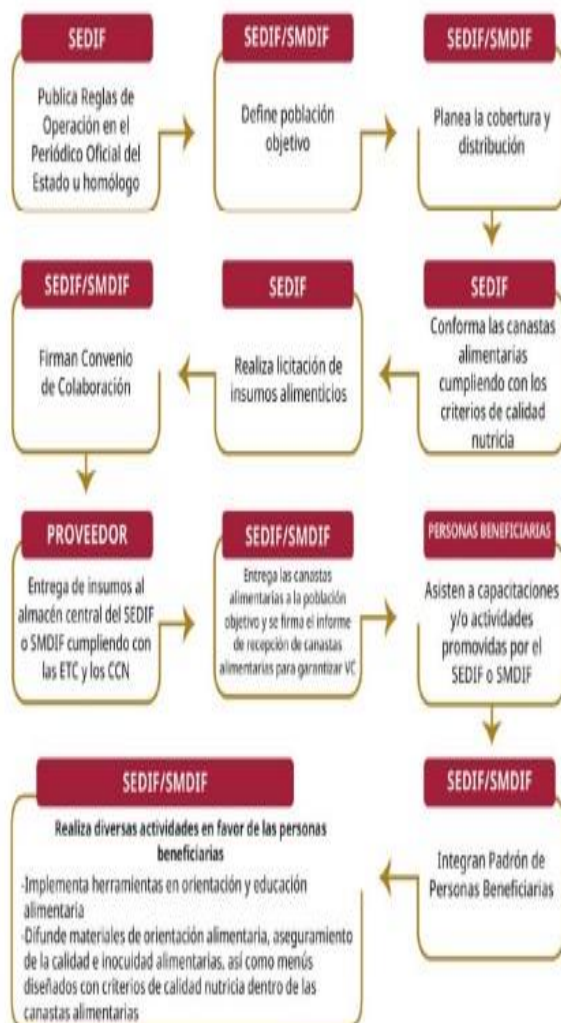 SEDIF
Publica Reglas de
Operación en el
Periódico Oficial del
Estado u homólogo
SEDIF/SMDIF
Define población
objetivo
SEDIF/SMDIF
Planea la cobertura y
distribución
SEDIF
Conforma las canastas
alimentarias
cumpliendo con los
criterios de calidad
nutricia
SEDIF
Realiza licitación de
insumos alimenticios
SEDIF/SMDIF
Firman Convenio
de Colaboración
PROVEEDOR
Entrega de insumos al
almacén central del SEDIF
o SMDIF cumpliendo con
las ETC y los CCN
SEDIF/SMDIF
Entrega las canastas
alimentarias a la población
objetivo y se firma el informe
de recepción de canastas
alimentarias para garantizar VC
PERSONAS BENEFICIARIAS
Asisten a capacitaciones
y/o actividades
promovidas por el
SEDIF o SMDIF
SEDIF/SMDIF
Integran Padrón de
Personas Beneficiarias
SEDIF/SMDIF
Realiza diversas actividades en favor de las personas
beneficiarias
-Implementa herramientas en orientación y educación
alimentaria
-Difunde materiales de orientación alimentaria, aseguramiento
de la calidad e inocuidad alimentarias, así como menús
diseñados con criterios de calidad nutricia dentro de las
canastas alimentarias